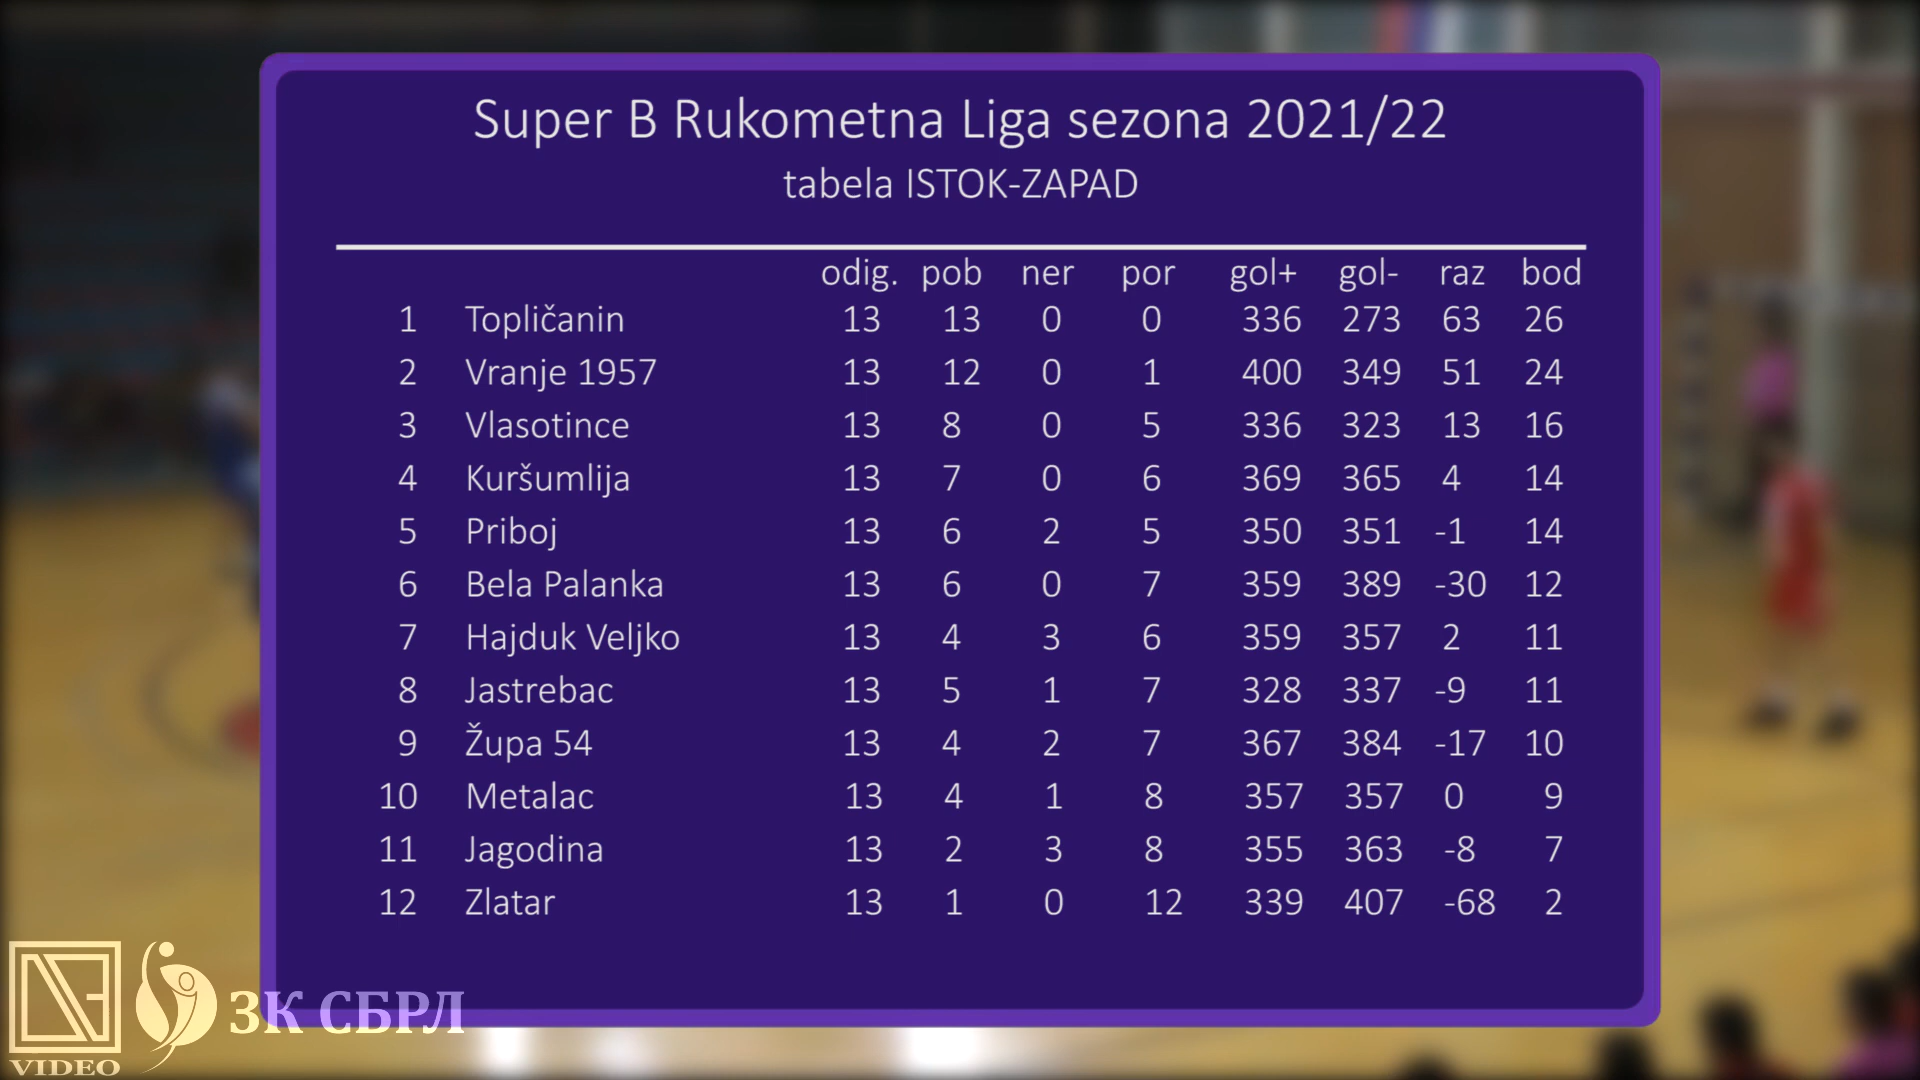 Super B Rukometna Liga sezona 2021/22
tabela ISTOK-ZAPAD
odig. pob ner por gol+ gol- raz bod
1 Topličanin 13 13 0 0 336 273 63 26
2 Vranje 1957 13 12 0 1 400 349 51 24
3 Vlasotince 13 8 0 5 336 323 13 16
4 Kuršumlija 13 7 0 6 369 365 4 14
5 Priboj 13 6 2 5 350 351 -1 14
6 Bela Palanka 13 6 0 7 359 389 -30 12
7 Hajduk Veljko 13 4 3 6 359 357 2 11
8 Jastrebac 13 5 1 7 328 337 -9 11
9 Župa 54 13 4 2 7 367 384 -17 10
10 Metalac 13 4 1 8 357 357 0 9
11 Jagodina 13 2 3 8 355 363 -8 7
12 Zlatar 13 1 0 12 339 407 -68 2
ЗК СБРЛ
VIDEO